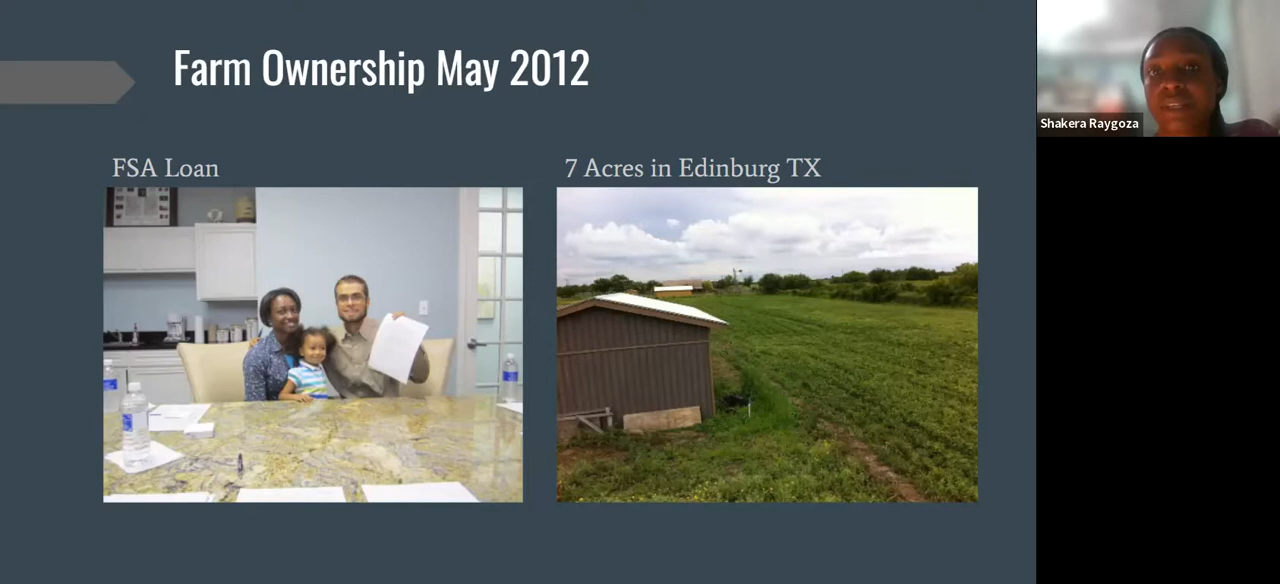 Farm Ownership May 2012
FSA Loan
7 Acres in Edinburg TX
Shakera Raygoza